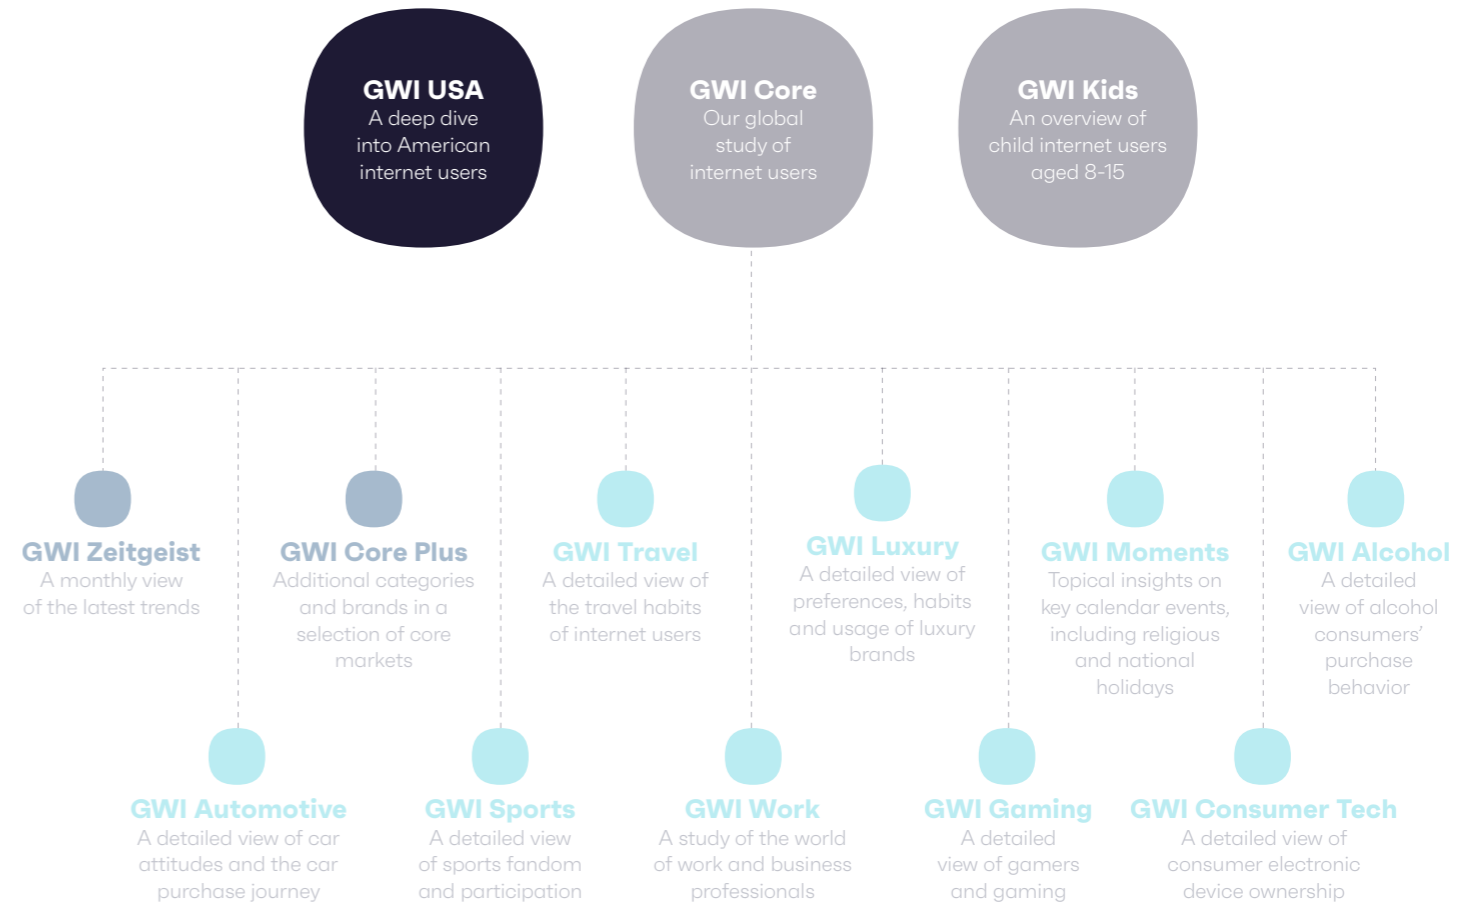 GWI USA
A deep dive
into American
internet users
GWI Core
Our global
study of
internet users
GWI Kids
An overview of
child internet users
aged 8-15
GWI Zeitgeist
A monthly view
of the latest trends
GWI Core Plus
Additional categories
and brands in a
selection of core
markets
GWI Travel
A detailed view of
the travel habits
of internet users
GWI Luxury
A detailed view of
preferences, habits
and usage of luxury
brands
GWI Moments
Topical insights on
key calendar events,
including religious
and national
holidays
GWI Alcohol
A detailed
view of alcohol
consumers’
purchase
behavior
GWI Automotive
A detailed view of car
attitudes and the car
purchase journey
GWI Sports
A detailed view
of sports fandom
and participation
GWI Work
A study of the world
of work and business
professionals
GWI Gaming
A detailed
view of gamers
and gaming
GWI Consumer Tech
A detailed view of
consumer electronic
device ownership